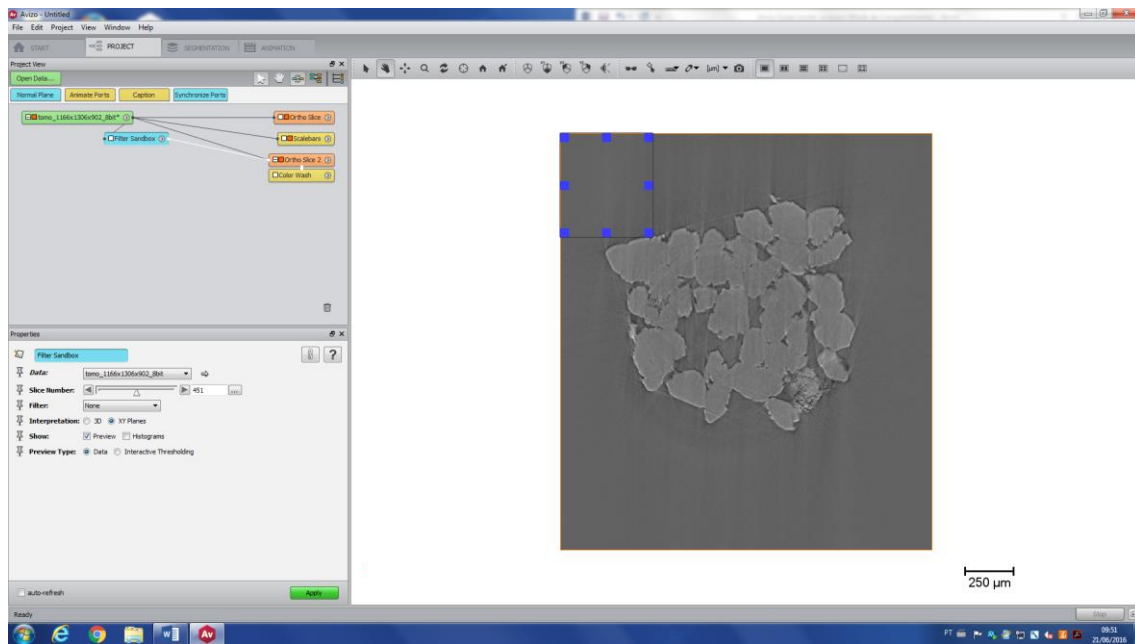 Avizo - Untitled
File Edit Project View Window Help
START PROJECT SEGMENTATION ANIMATION
Project View
Open Data...
Normal Plane Animate Ports Caption Synchronize Ports
tomo_1166x1306x902_8bit* Ortho Slice
Filter Sandbox Scalebars
Ortho Slice 2
Color Wash
Properties
Filter Sandbox
Data: tomo_1166x1306x902_8bit
Slice Number: 451 ...
Filter: None
Interpretation: 3D XY Planes
Show: Preview Histograms
Preview Type: Data Interactive Thresholding
250 µm
auto-refresh Apply
Ready Stop
PT 09:51
21/06/2016